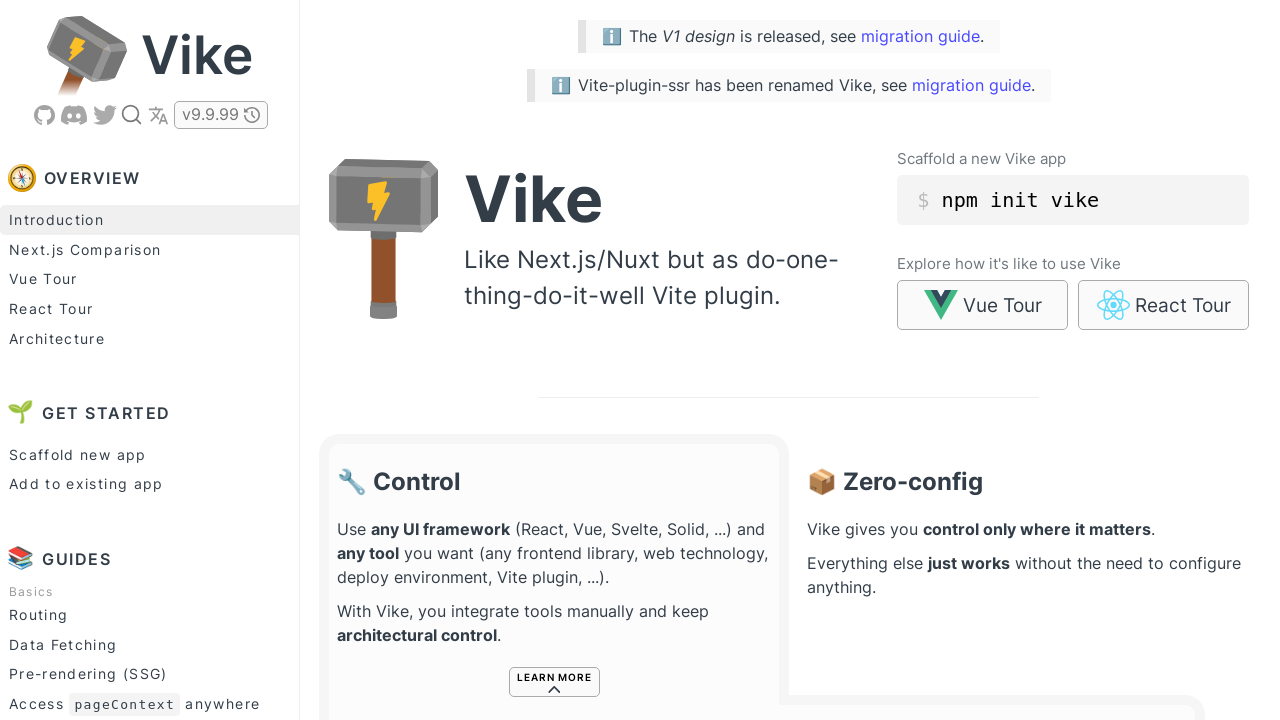 Vike
v9.9.99
OVERVIEW
Introduction
Next.js Comparison
Vue Tour
React Tour
Architecture
GET STARTED
Scaffold new app
Add to existing app
GUIDES
Basics
Routing
Data Fetching
Pre-rendering (SSG)
Access pageContext anywhere
The V1 design is released, see migration guide.
Vite-plugin-ssr has been renamed Vike, see migration guide.
Vike
Like Next.js/Nuxt but as do-one-
thing-do-it-well Vite plugin.
Scaffold a new Vike app
$ npm init vike
Explore how it's like to use Vike
Vue Tour
React Tour
Control
Use any UI framework (React, Vue, Svelte, Solid, ...) and
any tool you want (any frontend library, web technology,
deploy environment, Vite plugin, ...).
With Vike, you integrate tools manually and keep
architectural control.
LEARN MORE
Zero-config
Vike gives you control only where it matters.
Everything else just works without the need to configure
anything.